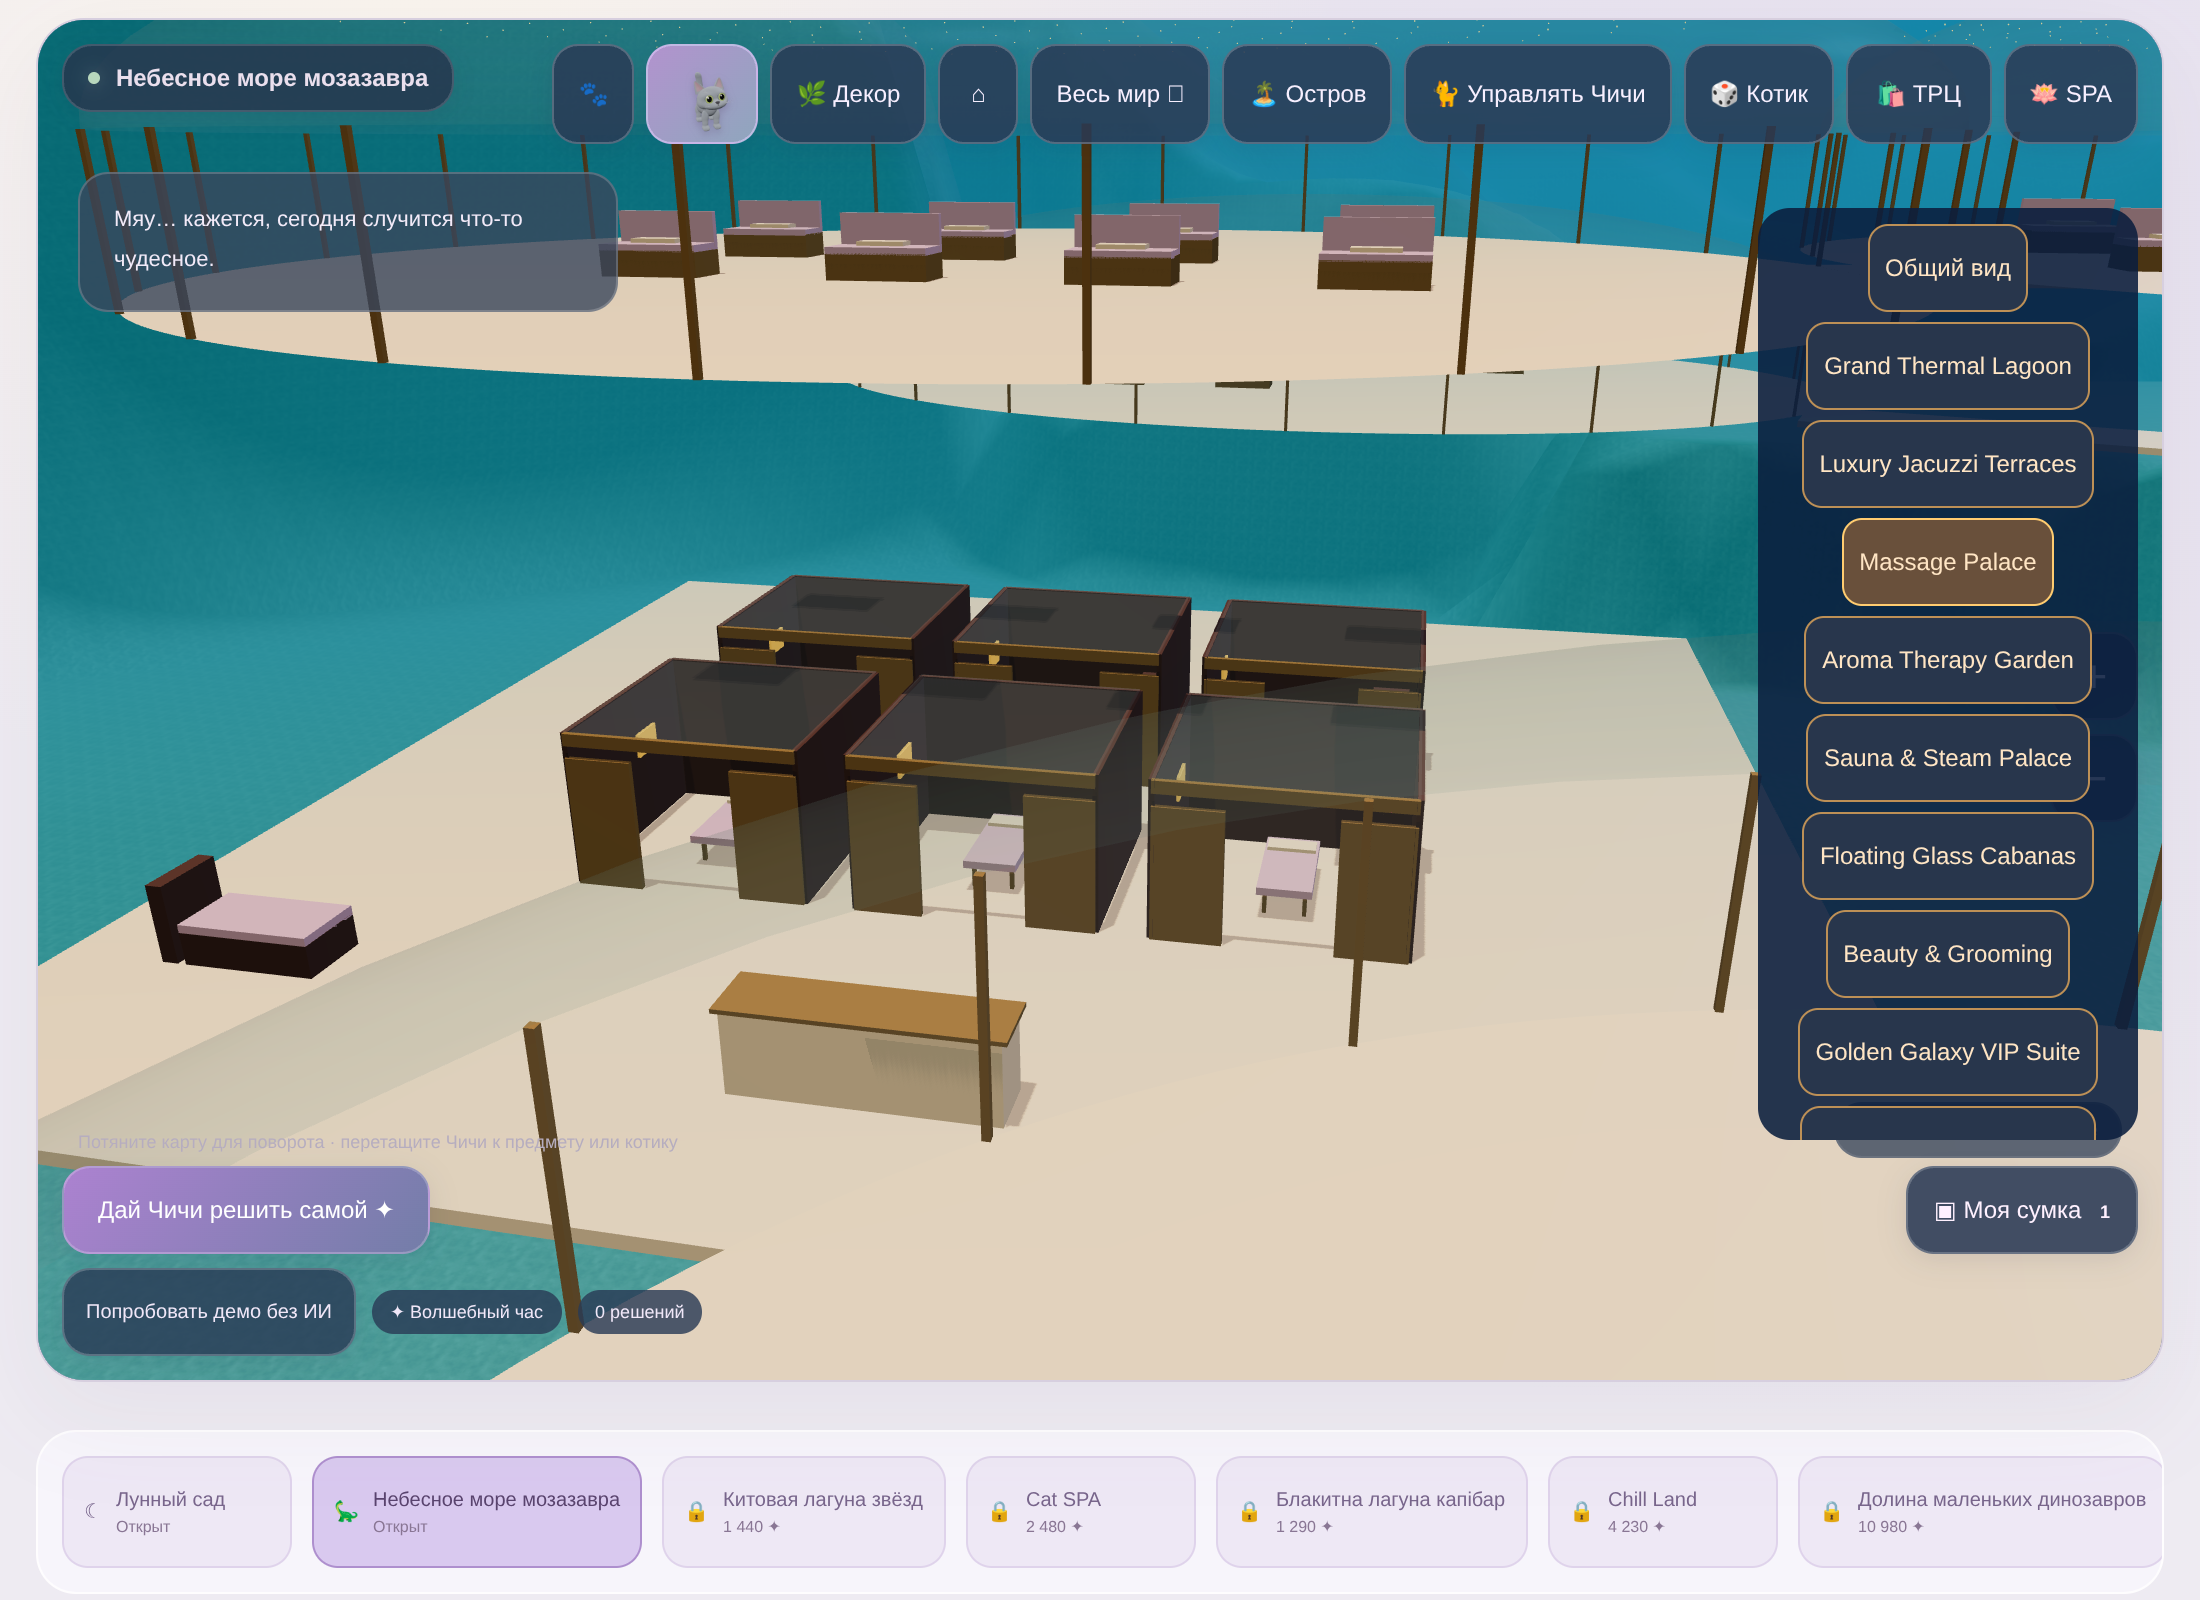 Небесное море мозазавра
Декор
⌂
Весь мир
Остров
Управлять Чичи
Котик
ТРЦ
SPA
Мяу… кажется, сегодня случится что-то
чудесное.
Общий вид
Grand Thermal Lagoon
Luxury Jacuzzi Terraces
Massage Palace
Aroma Therapy Garden
Sauna & Steam Palace
Floating Glass Cabanas
Beauty & Grooming
Golden Galaxy VIP Suite
Потяните карту для поворота · перетащите Чичи к предмету или котику
Дай Чичи решить самой ✦
▣ Моя сумка 1
Попробовать демо без ИИ
✦ Волшебный час
0 решений
Лунный сад
Открыт
Небесное море мозазавра
Открыт
Китовая лагуна звёзд
1 440 ✦
Cat SPA
2 480 ✦
Блакитна лагуна капібар
1 290 ✦
Chill Land
4 230 ✦
Долина маленьких динозавров
10 980 ✦